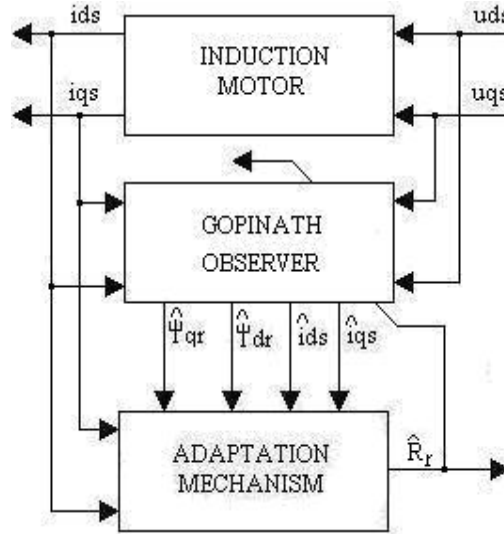 ids
uds
INDUCTION
MOTOR
iqs
uqs
GOPINATH
OBSERVER
Ψ̂qr Ψ̂dr îds îqs
ADAPTATION
MECHANISM
R̂r